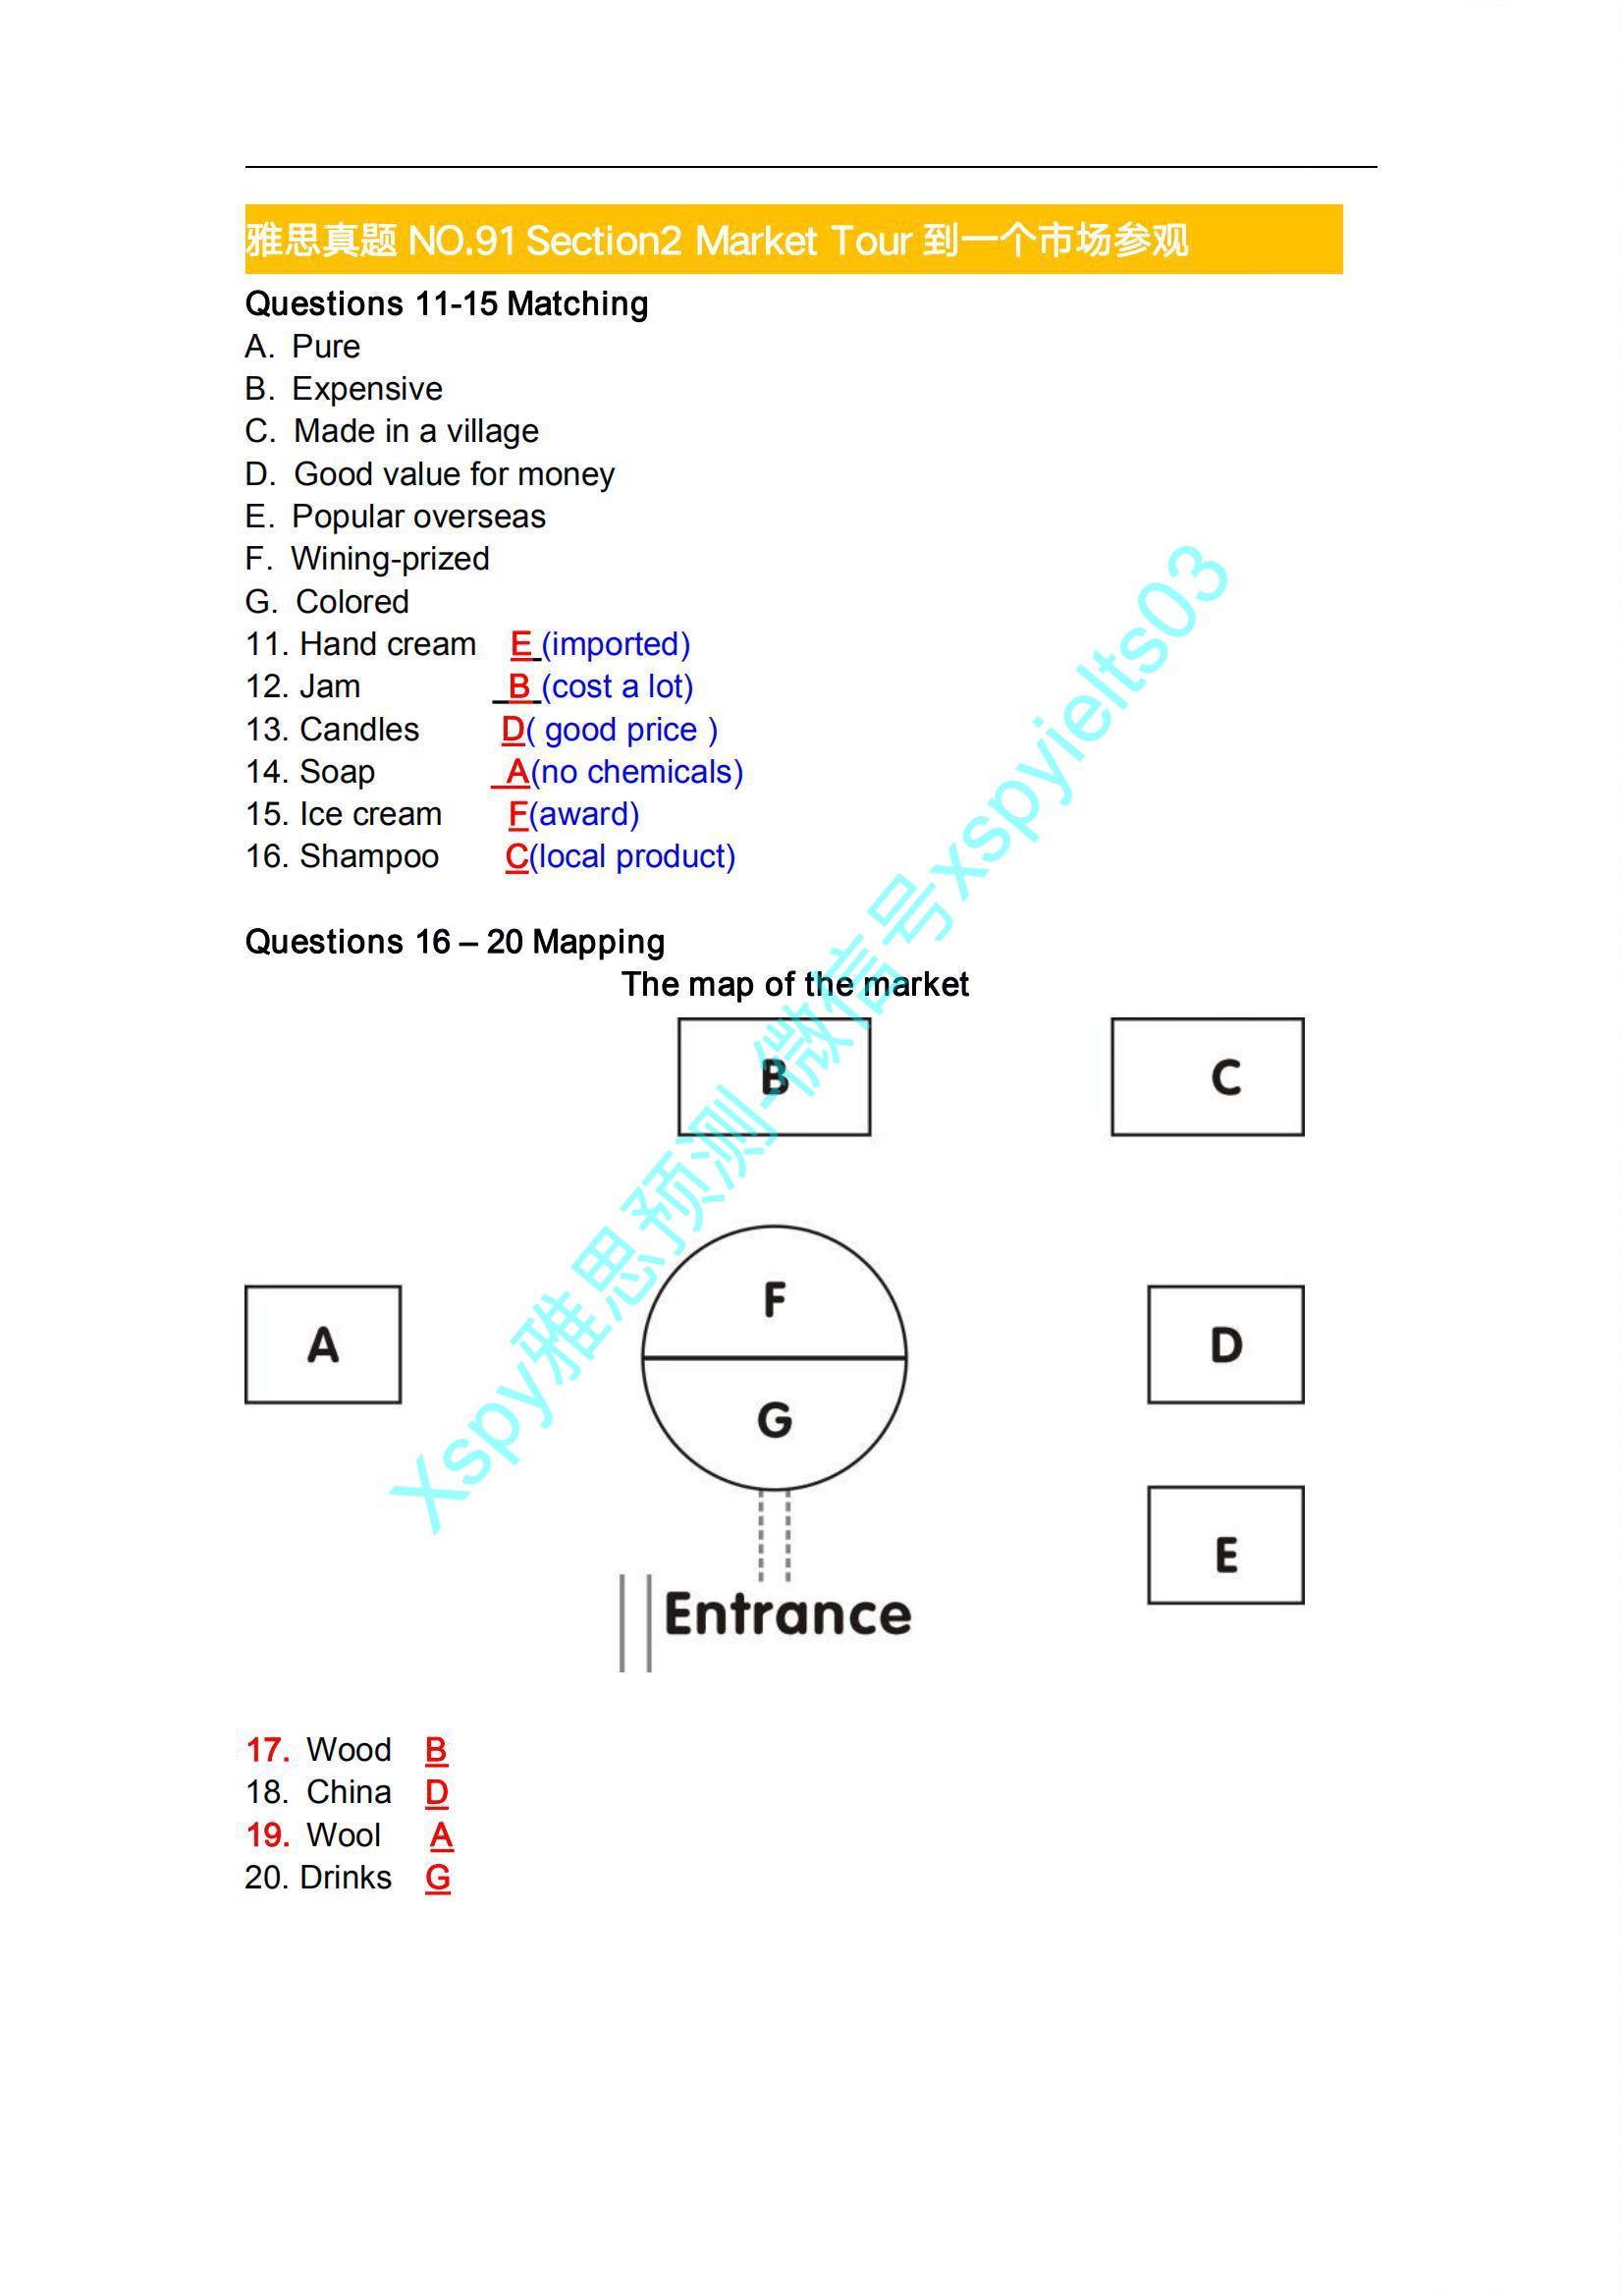 雅思真题 NO.91 Section2 Market Tour 到一个市场参观
Questions 11-15 Matching
A. Pure
B. Expensive
C. Made in a village
D. Good value for money
E. Popular overseas
F. Wining-prized
G. Colored
11. Hand cream E (imported)
12. Jam B (cost a lot)
13. Candles D( good price )
14. Soap A(no chemicals)
15. Ice cream F(award)
16. Shampoo C(local product)
Questions 16 – 20 Mapping
The map of the market
B
C
F
A
D
G
E
Entrance
17. Wood B
18. China D
19. Wool A
20. Drinks G
Xspy雅思预测-微信号xspyielts03